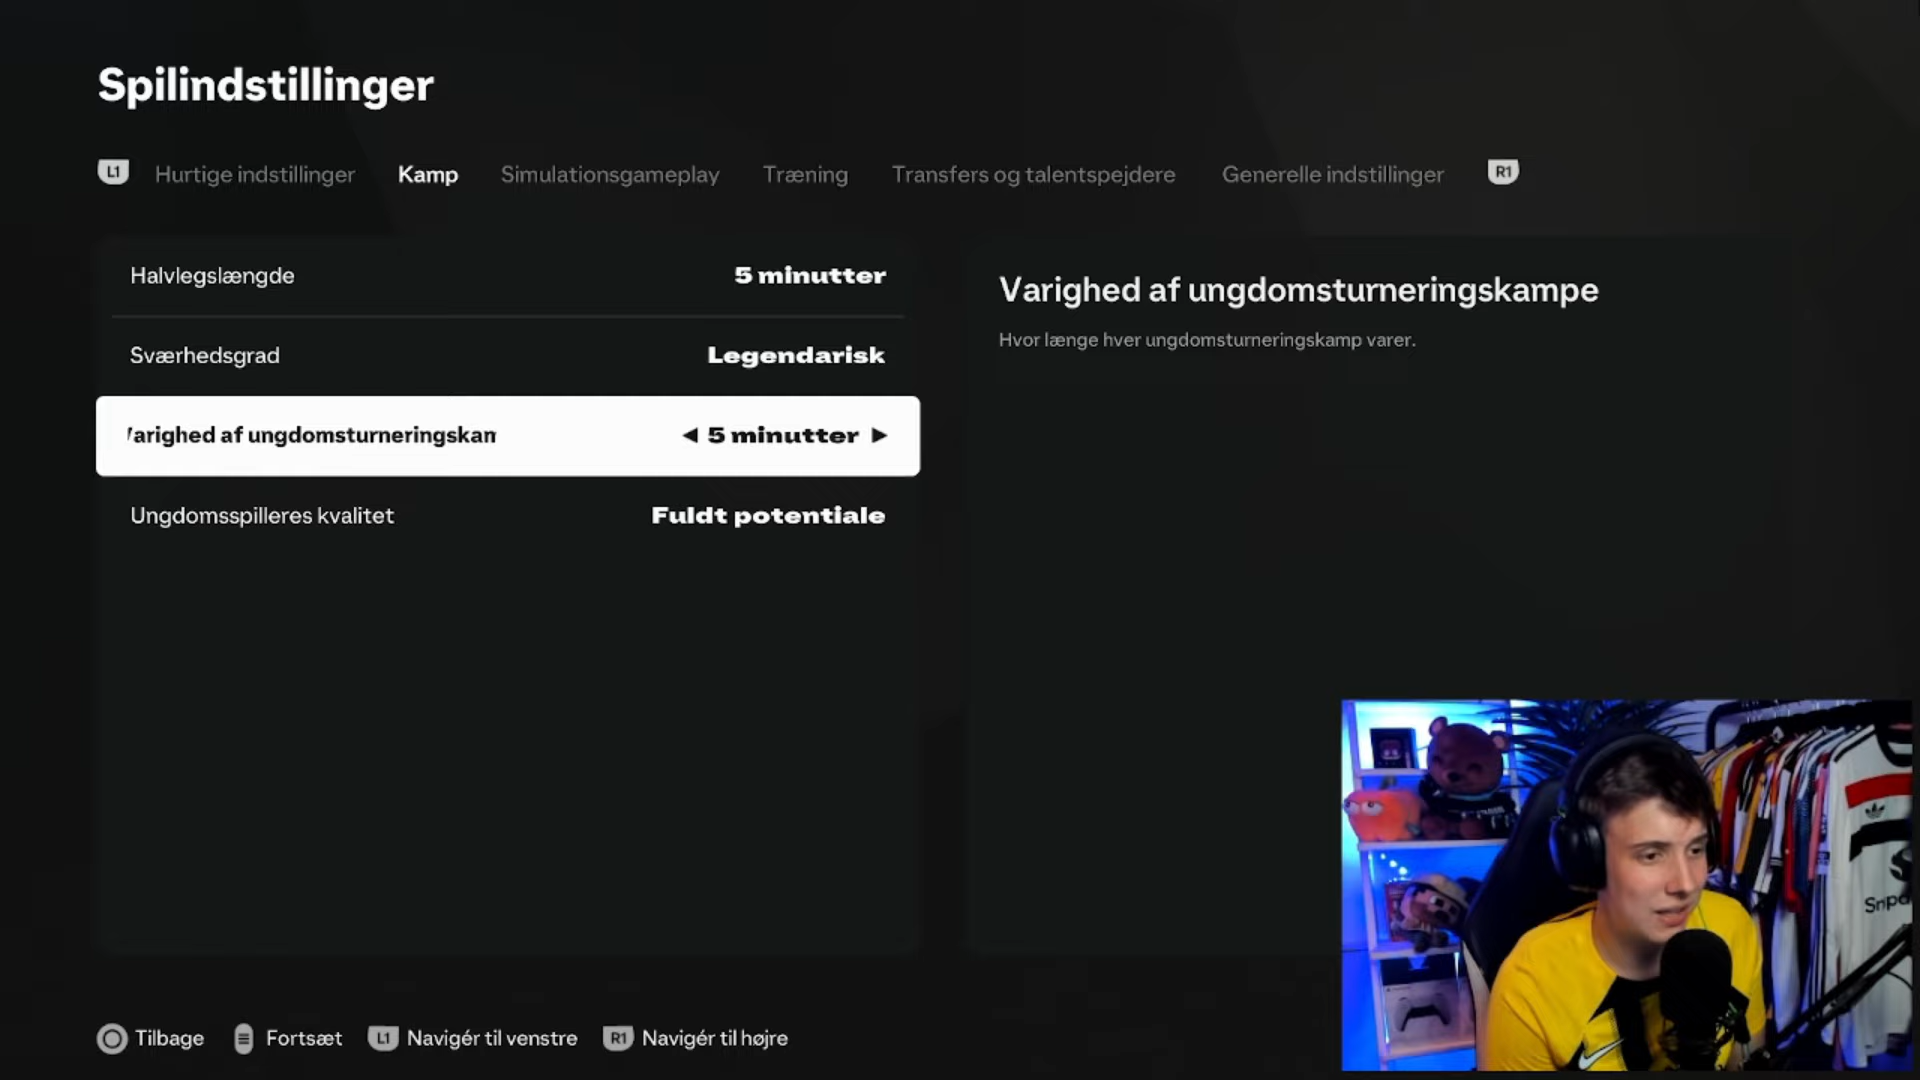 Spilindstillinger
L1 Hurtige indstillinger Kamp Simulationsgameplay Træning Transfers og talentspejdere Generelle indstillinger R1
Halvlegslængde 5 minutter
Sværhedsgrad Legendarisk
arighed af ungdomsturneringskam 5 minutter
Ungdomsspilleres kvalitet Fuldt potentiale
Varighed af ungdomsturneringskampe
Hvor længe hver ungdomsturneringskamp varer.
Tilbage Fortsæt L1 Navigér til venstre R1 Navigér til højre